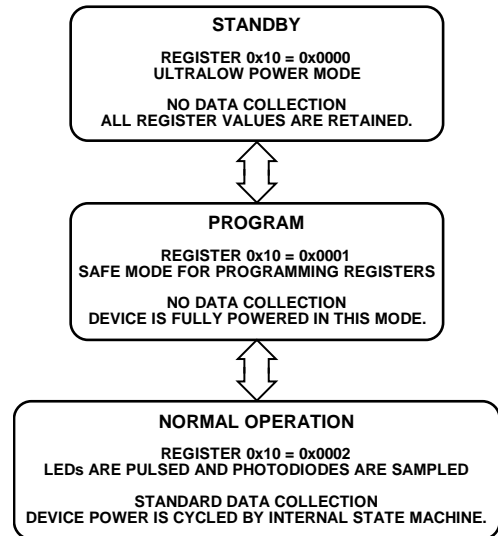 STANDBY
REGISTER 0x10 = 0x0000
ULTRALOW POWER MODE
NO DATA COLLECTION
ALL REGISTER VALUES ARE RETAINED.
PROGRAM
REGISTER 0x10 = 0x0001
SAFE MODE FOR PROGRAMMING REGISTERS
NO DATA COLLECTION
DEVICE IS FULLY POWERED IN THIS MODE.
NORMAL OPERATION
REGISTER 0x10 = 0x0002
LEDs ARE PULSED AND PHOTODIODES ARE SAMPLED
STANDARD DATA COLLECTION
DEVICE POWER IS CYCLED BY INTERNAL STATE MACHINE.